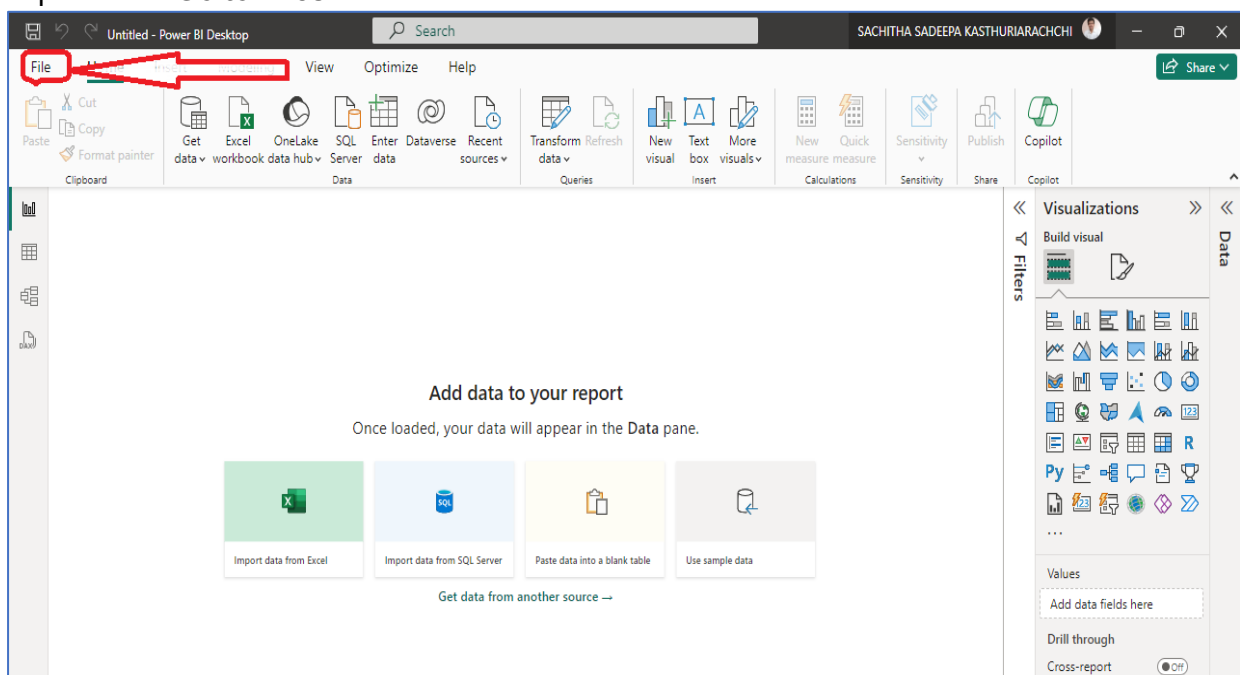 Untitled - Power BI Desktop
Search
SACHITHA SADEEPA KASTHURIARACHCHI
File
View
Optimize
Help
Share
Paste
Cut
Copy
Format painter
Clipboard
Get data
Excel workbook
OneLake data hub
SQL Server
Enter data
Dataverse
Recent sources
Data
Transform data
Refresh
Queries
New visual
Text box
More visuals
Insert
New measure
Quick measure
Calculations
Sensitivity
Sensitivity
Publish
Share
Copilot
Copilot
Filters
Visualizations
Build visual
Data
Add data to your report
Once loaded, your data will appear in the Data pane.
Import data from Excel
Import data from SQL Server
Paste data into a blank table
Use sample data
Get data from another source →
DAX
SQL
123
R
Py
123
...
Values
Add data fields here
Drill through
Cross-report
Off